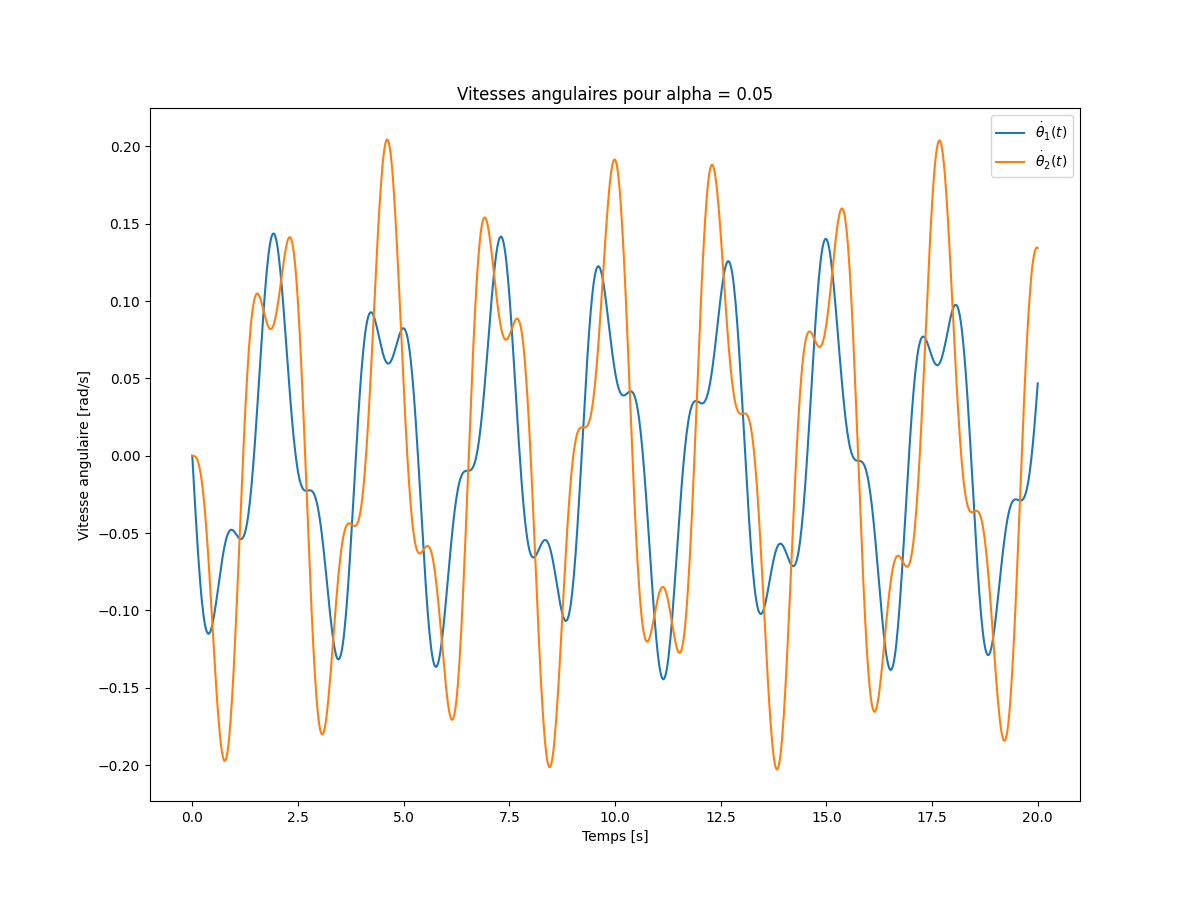 Vitesses angulaires pour alpha = 0.05
θ̇₁(t)
θ̇₂(t)
Vitesse angulaire [rad/s]
0.20
0.15
0.10
0.05
0.00
−0.05
−0.10
−0.15
−0.20
0.0 2.5 5.0 7.5 10.0 12.5 15.0 17.5 20.0
Temps [s]